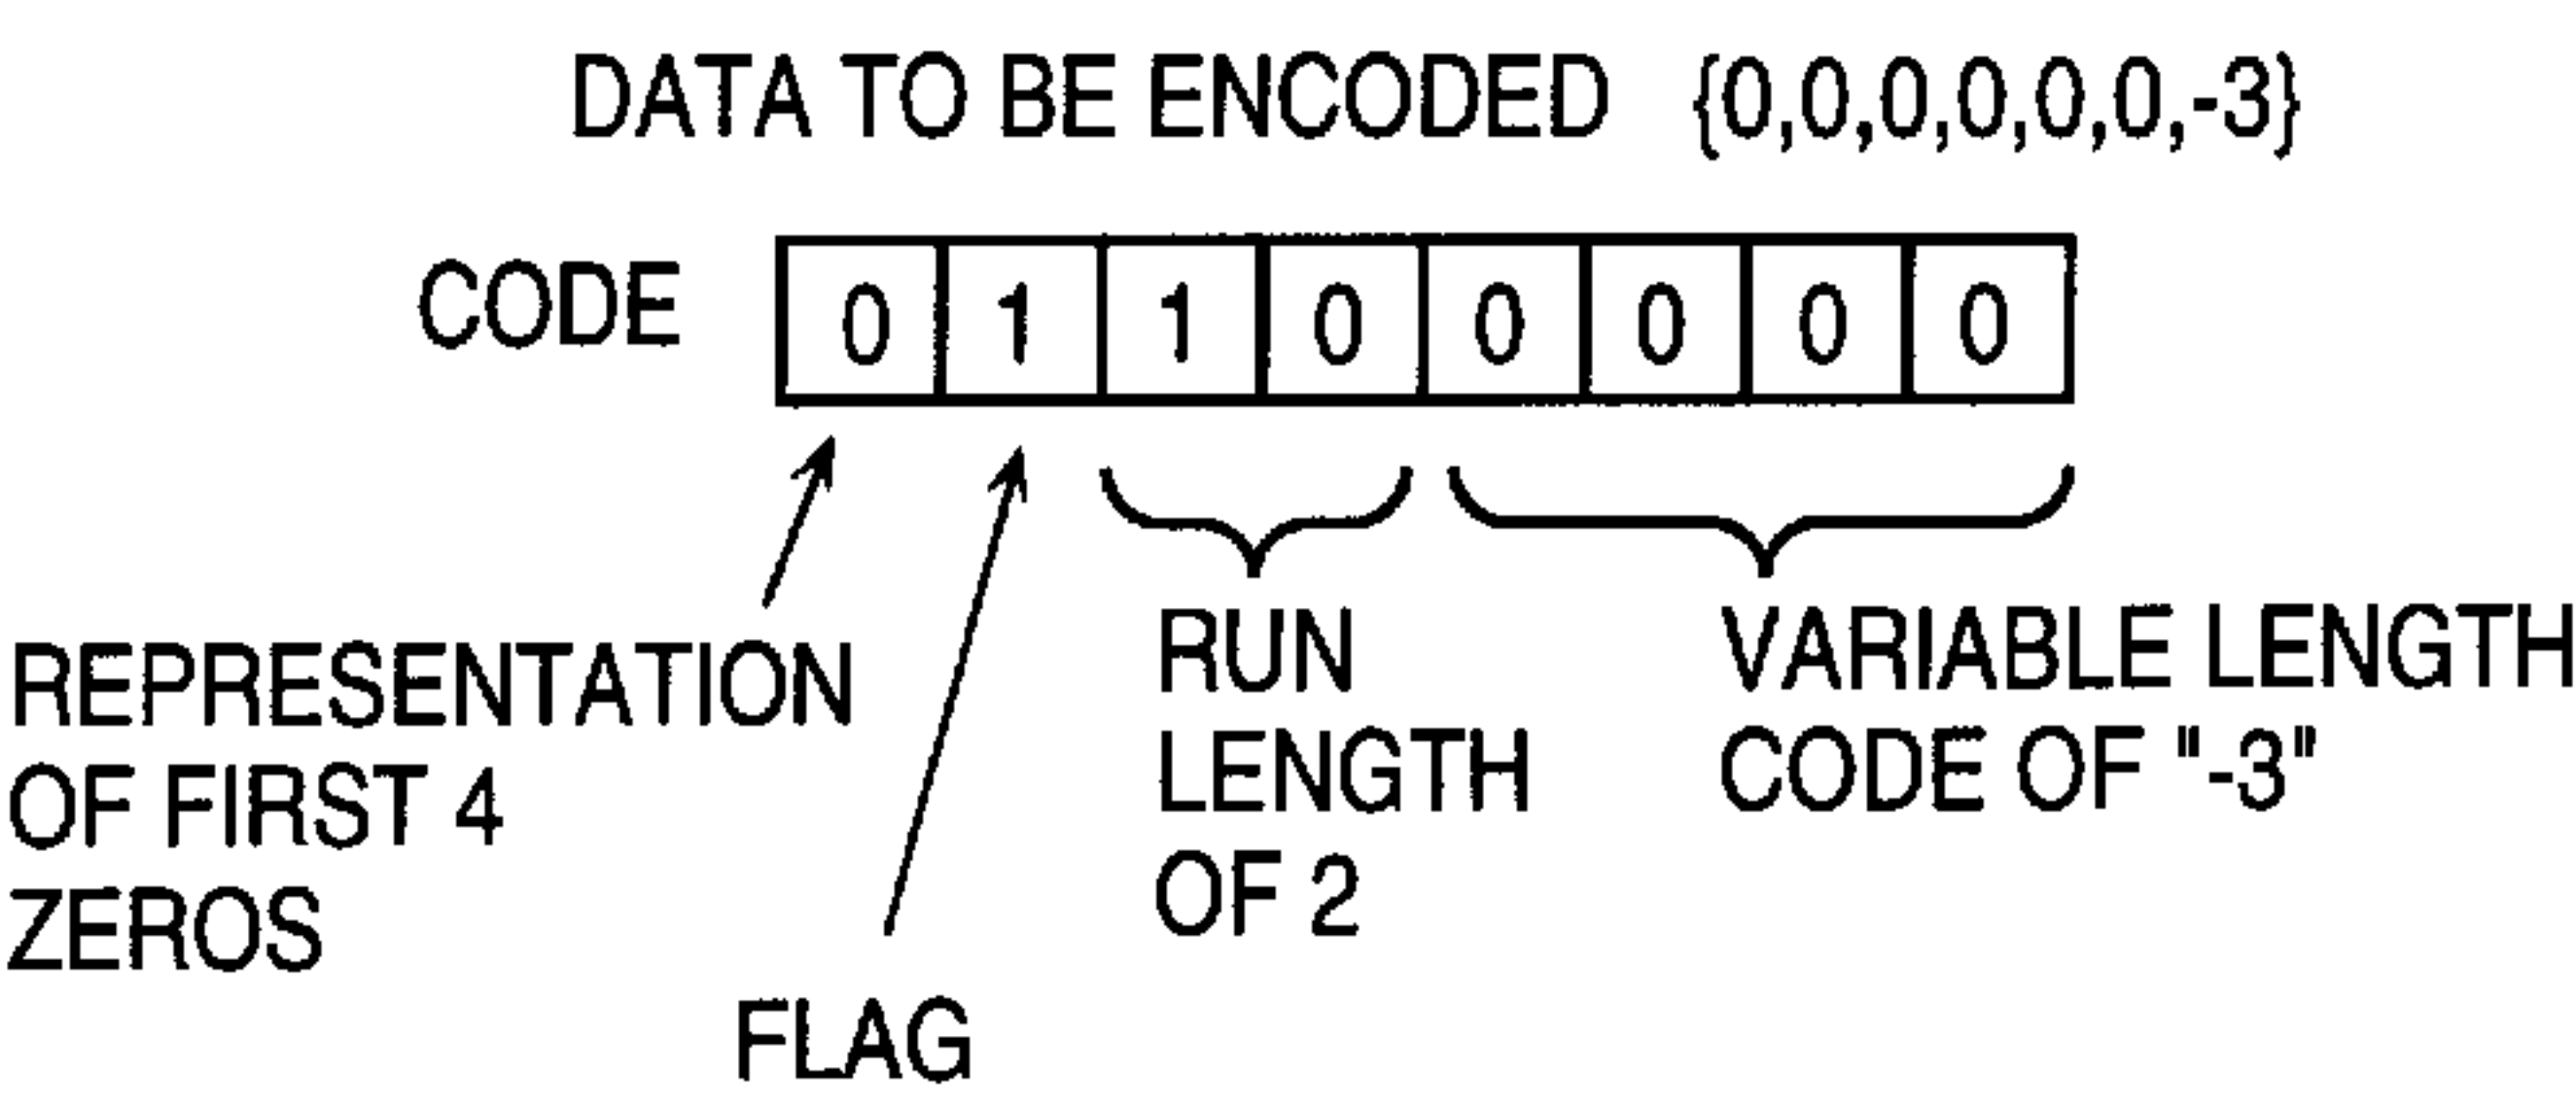 DATA TO BE ENCODED {0,0,0,0,0,0,-3}
CODE 0 1 1 0 0 0 0 0
REPRESENTATION
OF FIRST 4
ZEROS
FLAG
RUN
LENGTH
OF 2
VARIABLE LENGTH
CODE OF "-3"